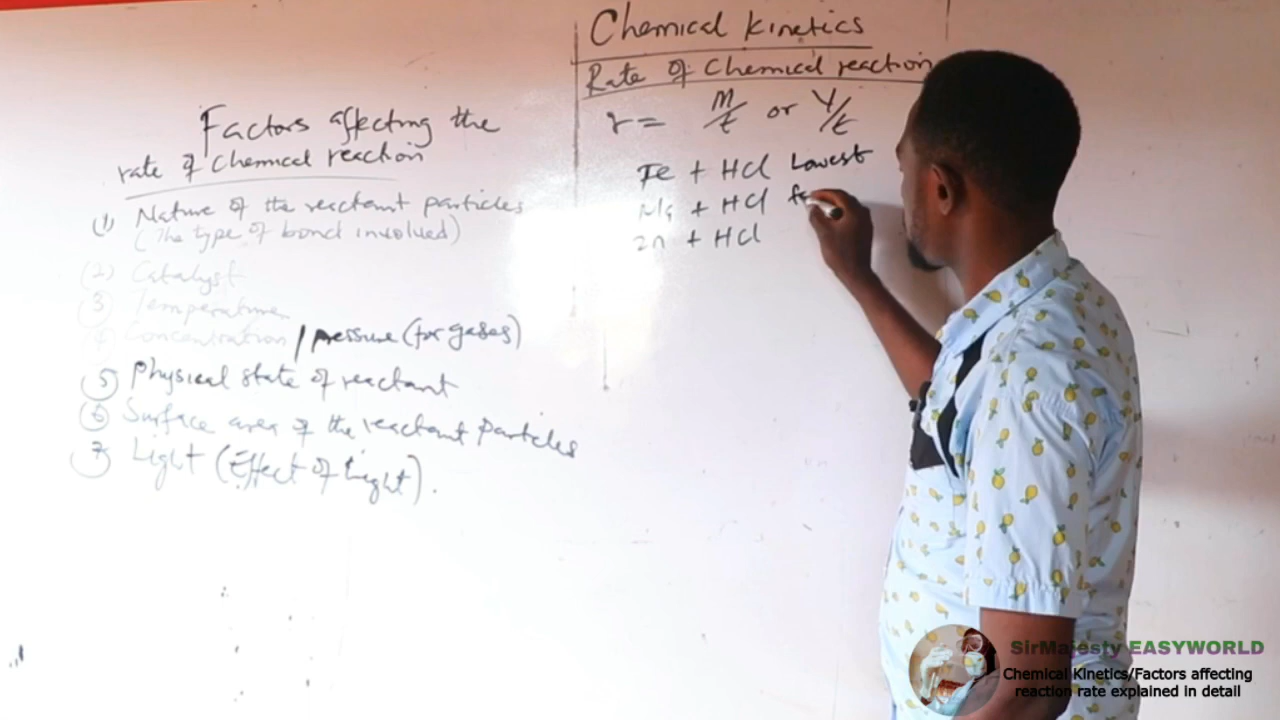 Chemical Kinetics
Rate of Chemical reaction
r = M/t or V/t
Fe + HCl Lowest
Mg + HCl fa
Zn + HCl
Factors affecting the
rate of Chemical reaction
(1) Nature of the reactant particles
(The type of bond involved)
(2) Catalyst
(3) Temperature
(4) Concentration / pressure (for gases)
(5) Physical state of reactant
(6) Surface area of the reactant particles
(7) Light (Effect of Light).
SirMajesty EASYWORLD
Chemical Kinetics/Factors affecting
reaction rate explained in detail